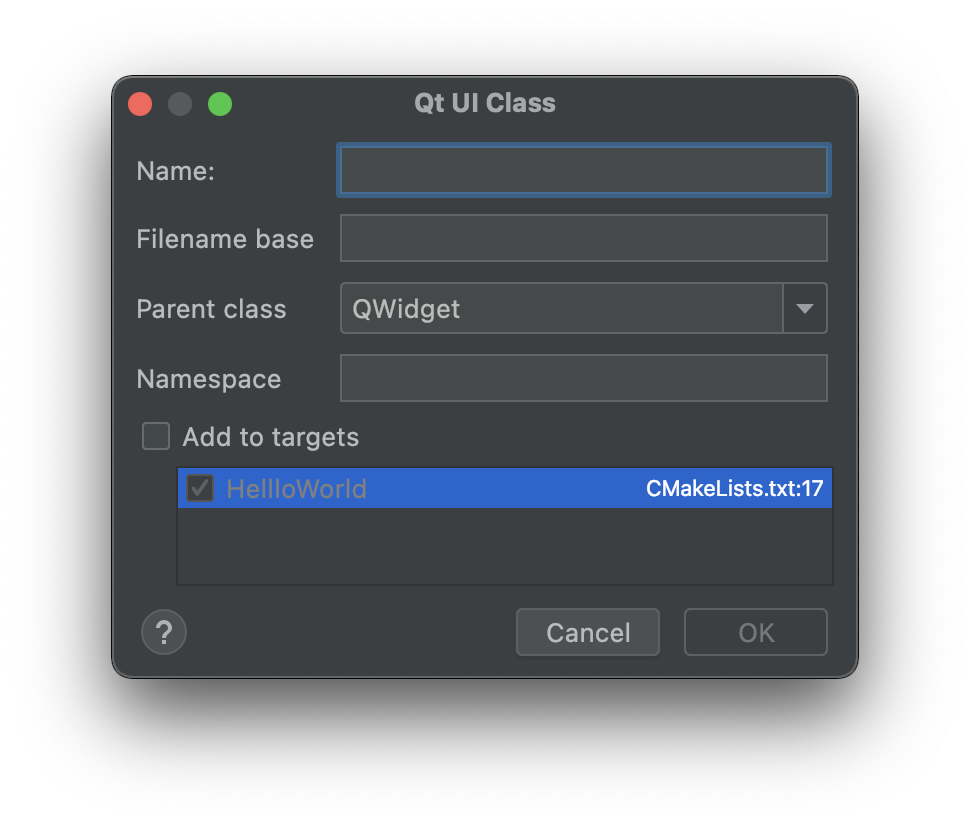 Qt UI Class
Name:
Filename base
Parent class QWidget
Namespace
Add to targets
HellloWorld CMakeLists.txt:17
? Cancel OK